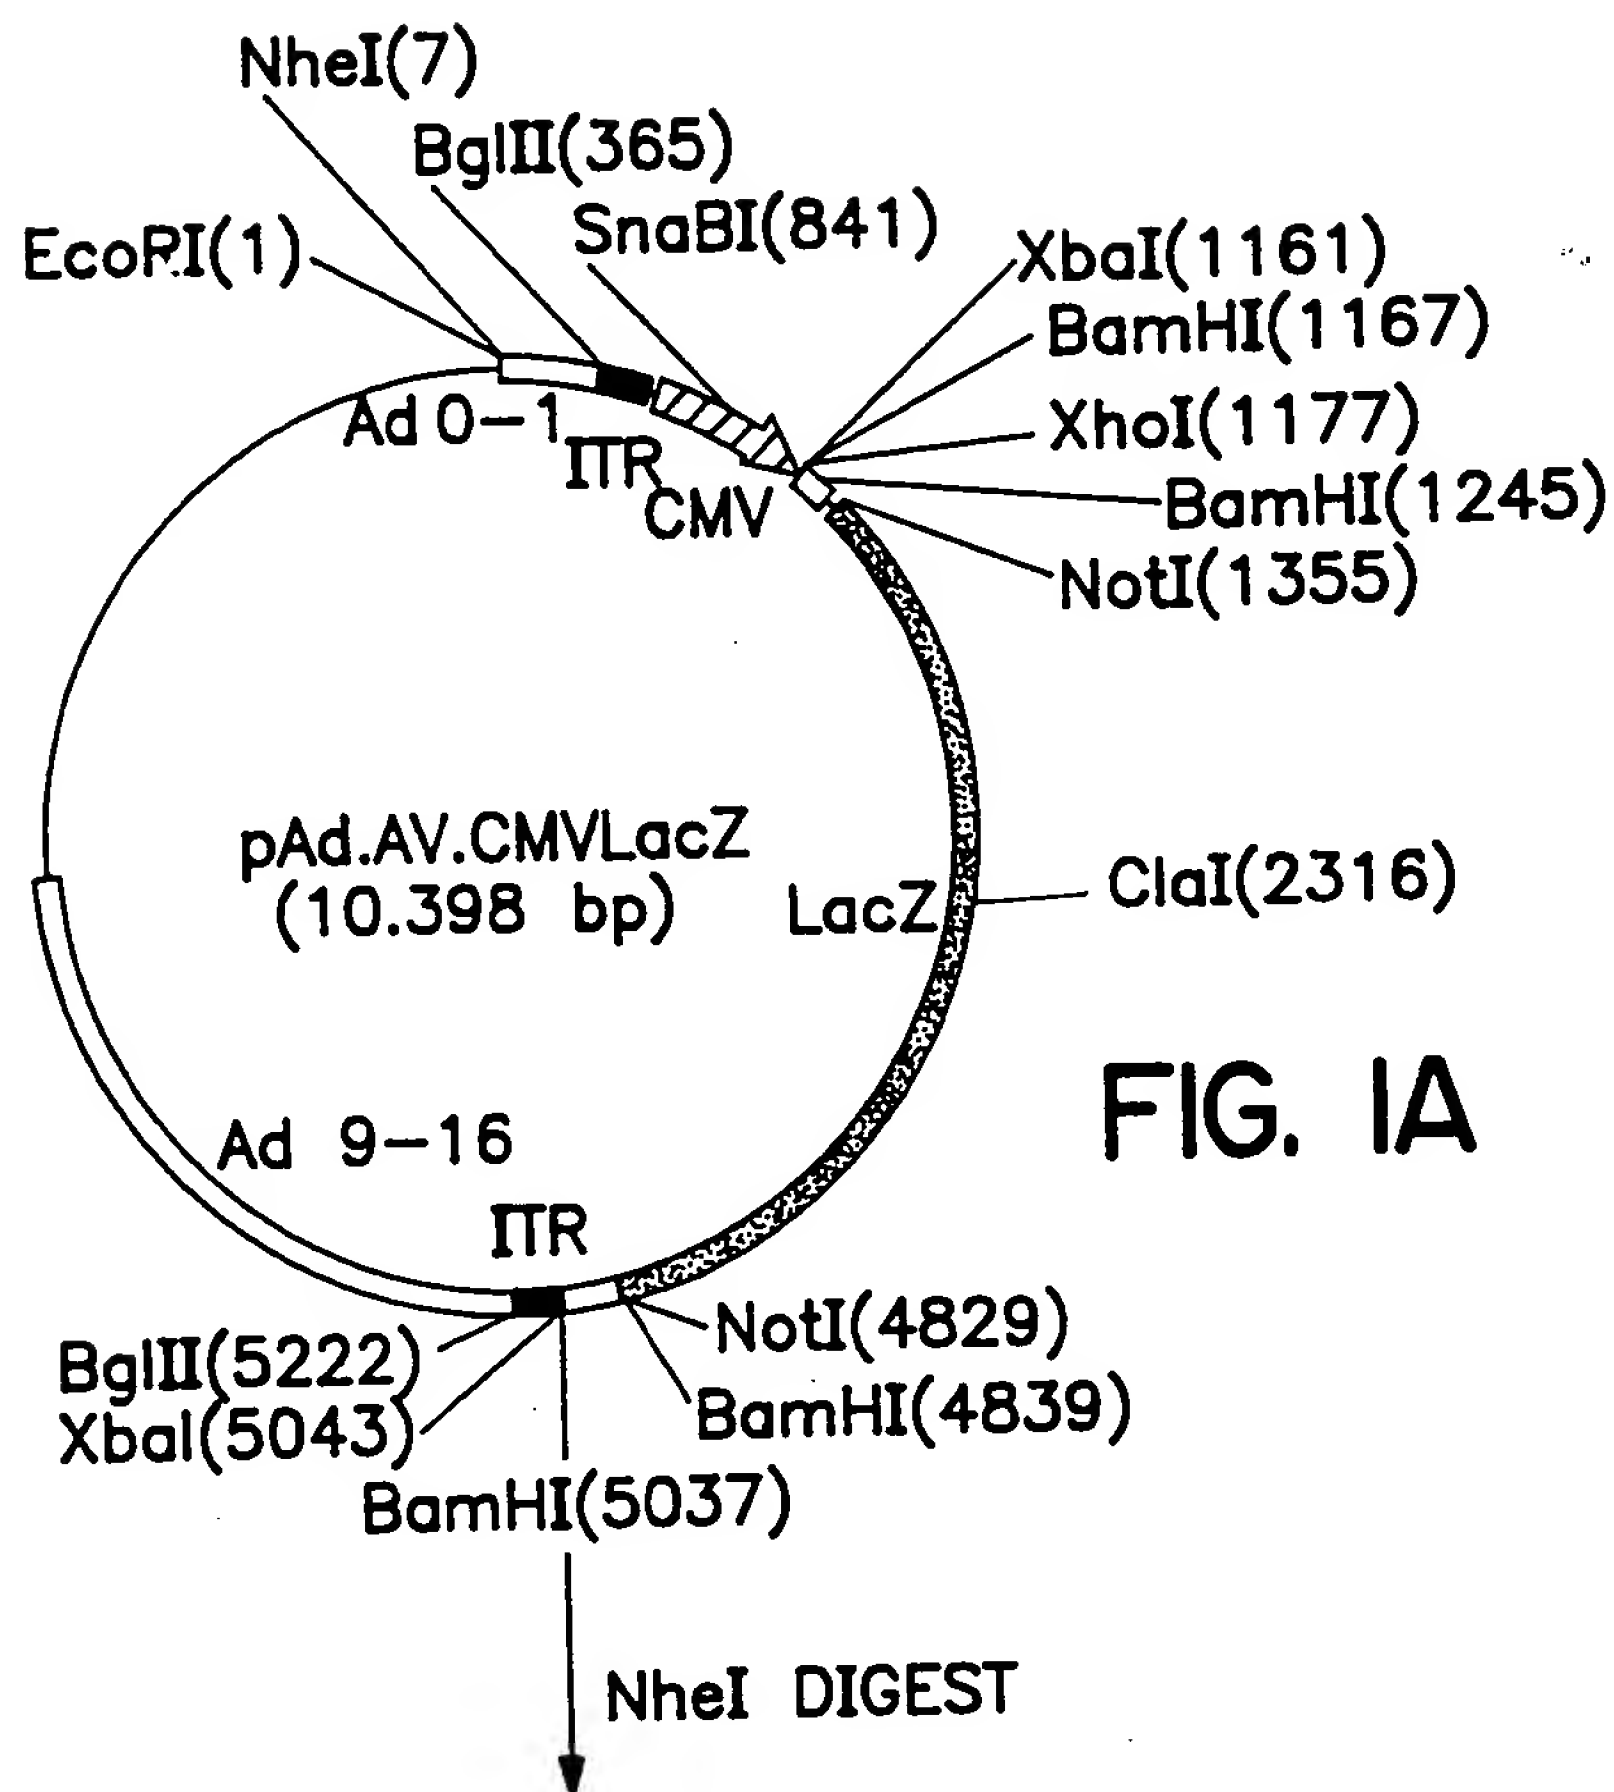 NheI(7)
BglII(365)
SnaBI(841)
EcoRI(1)
XbaI(1161)
BamHI(1167)
XhoI(1177)
BamHI(1245)
NotI(1355)
Ad 0-1
ITR
CMV
pAd.AV.CMVLacZ
(10.398 bp)
LacZ
ClaI(2316)
FIG. 1A
Ad 9-16
ITR
NotI(4829)
BglII(5222)
BamHI(4839)
XbaI(5043)
BamHI(5037)
NheI DIGEST